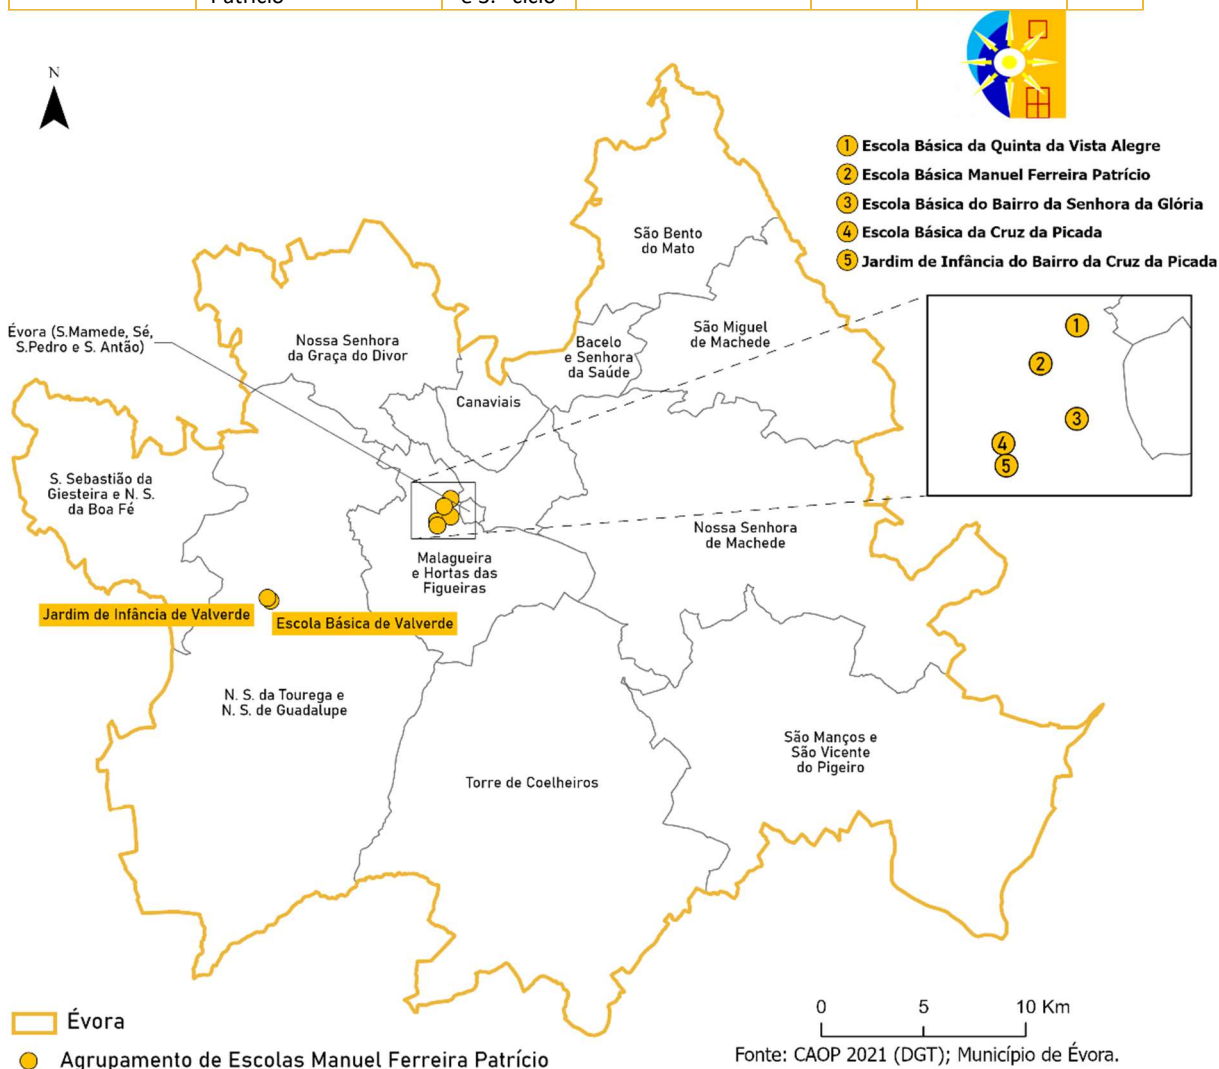 Patrício
e 3.º ciclo
N
1 Escola Básica da Quinta da Vista Alegre
2 Escola Básica Manuel Ferreira Patrício
3 Escola Básica do Bairro da Senhora da Glória
4 Escola Básica da Cruz da Picada
5 Jardim de Infância do Bairro da Cruz da Picada
São Bento
do Mato
Évora (S.Mamede, Sé,
S.Pedro e S. Antão)
Nossa Senhora
da Graça do Divor
Bacelo
e Senhora
da Saúde
São Miguel
de Machede
Canaviais
1
2
3
4
5
S. Sebastião da
Giesteira e N. S.
da Boa Fé
Nossa Senhora
de Machede
Malagueira
e Hortas das
Figueiras
Jardim de Infância de Valverde
Escola Básica de Valverde
N. S. da Tourega e
N. S. de Guadalupe
São Manços e
São Vicente
do Pigeiro
Torre de Coelheiros
0 5 10 Km
Évora
Agrupamento de Escolas Manuel Ferreira Patrício
Fonte: CAOP 2021 (DGT); Município de Évora.